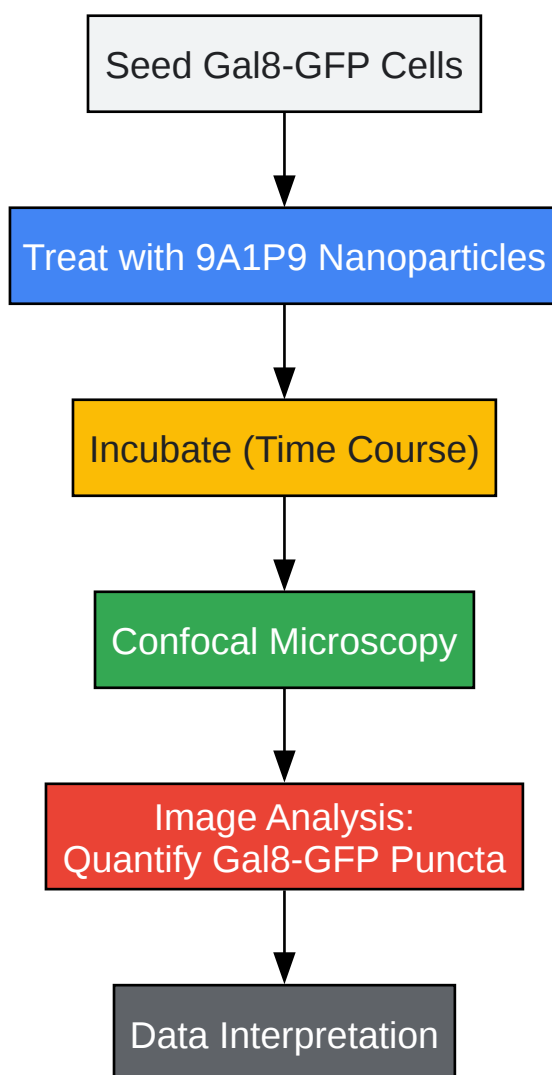 Seed Gal8-GFP Cells
Treat with 9A1P9 Nanoparticles
Incubate (Time Course)
Confocal Microscopy
Image Analysis:
Quantify Gal8-GFP Puncta
Data Interpretation